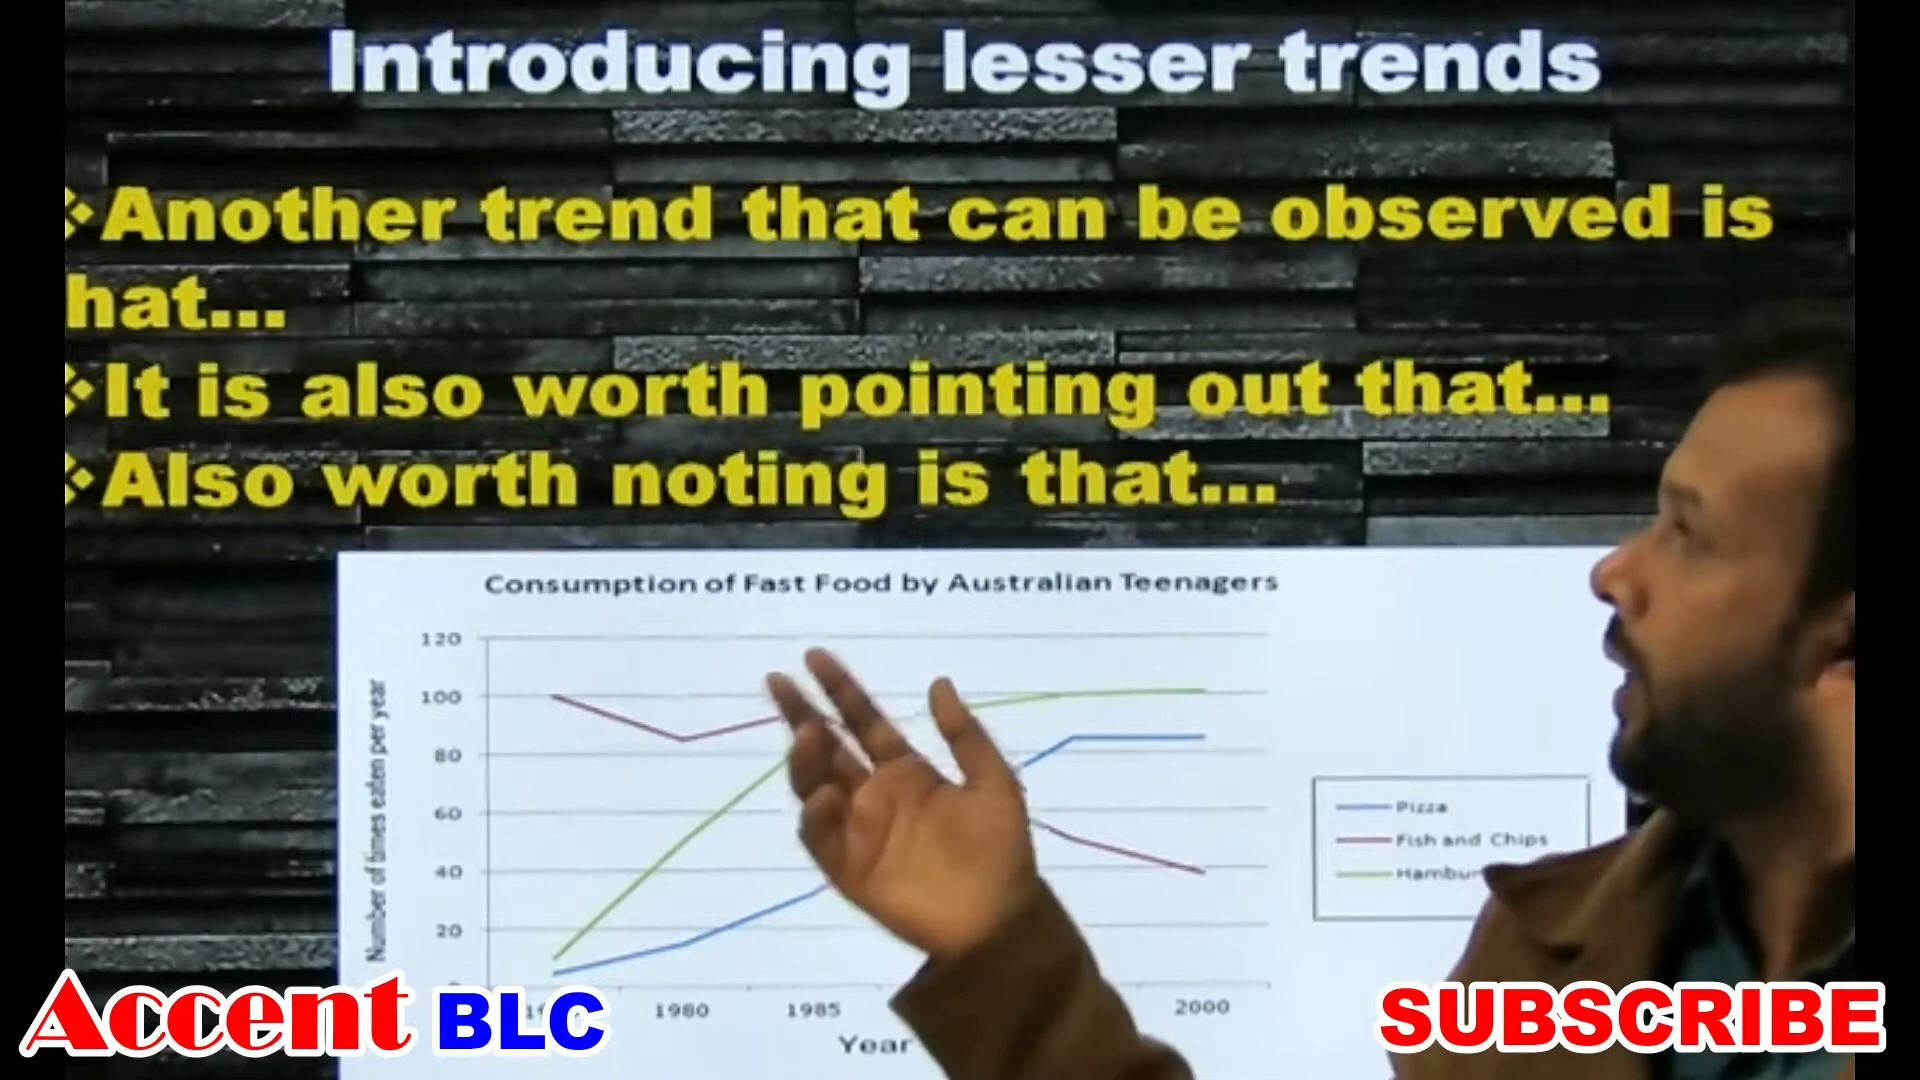 Introducing lesser trends
❖Another trend that can be observed is
hat...
❖It is also worth pointing out that...
❖Also worth noting is that...
Consumption of Fast Food by Australian Teenagers
120
100
80
60
40
20
Number of times eaten per year
1980 1985 2000
Year
Pizza
Fish and Chips
Accent BLC
SUBSCRIBE